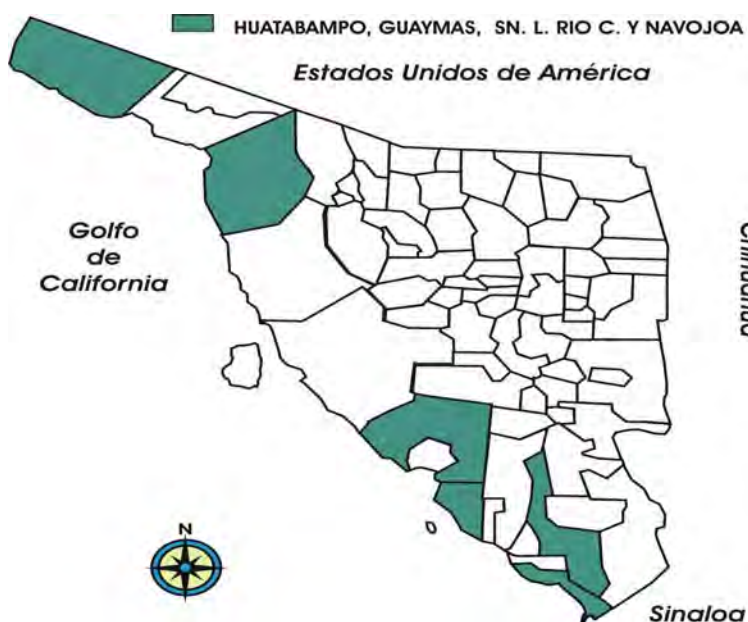 HUATABAMPO, GUAYMAS, SN. L. RIO C. Y NAVOJOA
Estados Unidos de América
Golfo
de
California
Chihuahua
N
Sinaloa